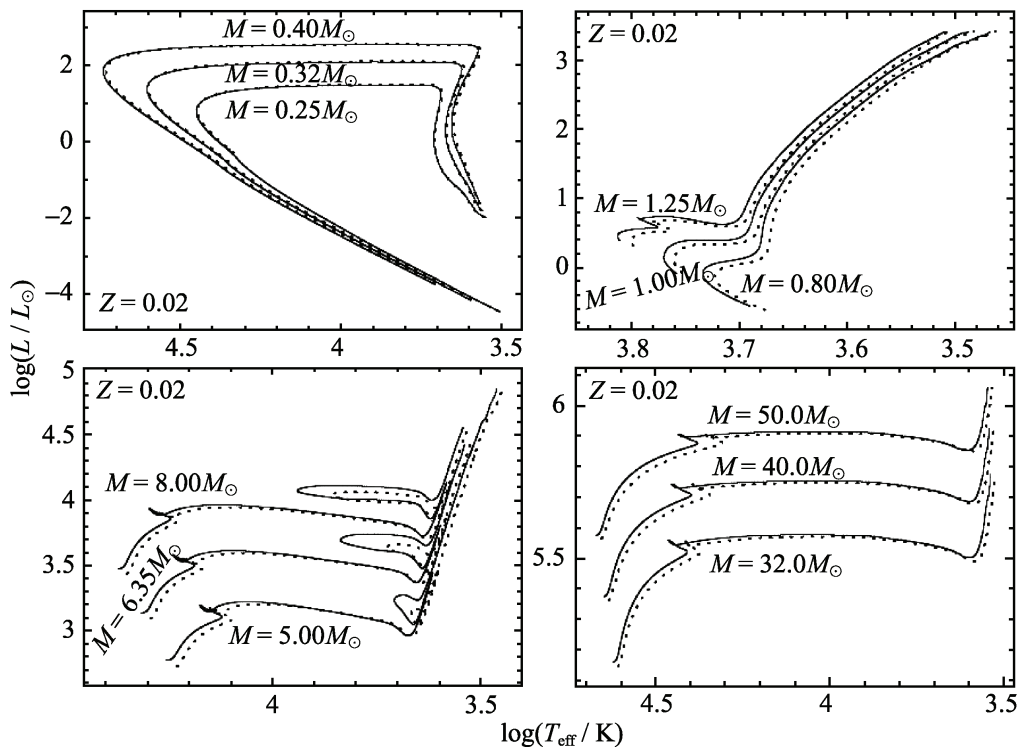 M = 0.40M⊙
M = 0.32M⊙
M = 0.25M⊙
Z = 0.02
2
0
−2
−4
4.5
4
3.5
Z = 0.02
M = 1.25M⊙
M = 1.00M⊙
M = 0.80M⊙
3
2
1
0
3.8
3.7
3.6
3.5
log(L / L⊙)
Z = 0.02
M = 8.00M⊙
M = 6.35M⊙
M = 5.00M⊙
5
4.5
4
3.5
3
4
3.5
Z = 0.02
M = 50.0M⊙
M = 40.0M⊙
M = 32.0M⊙
6
5.5
4.5
4
3.5
log(Teff / K)